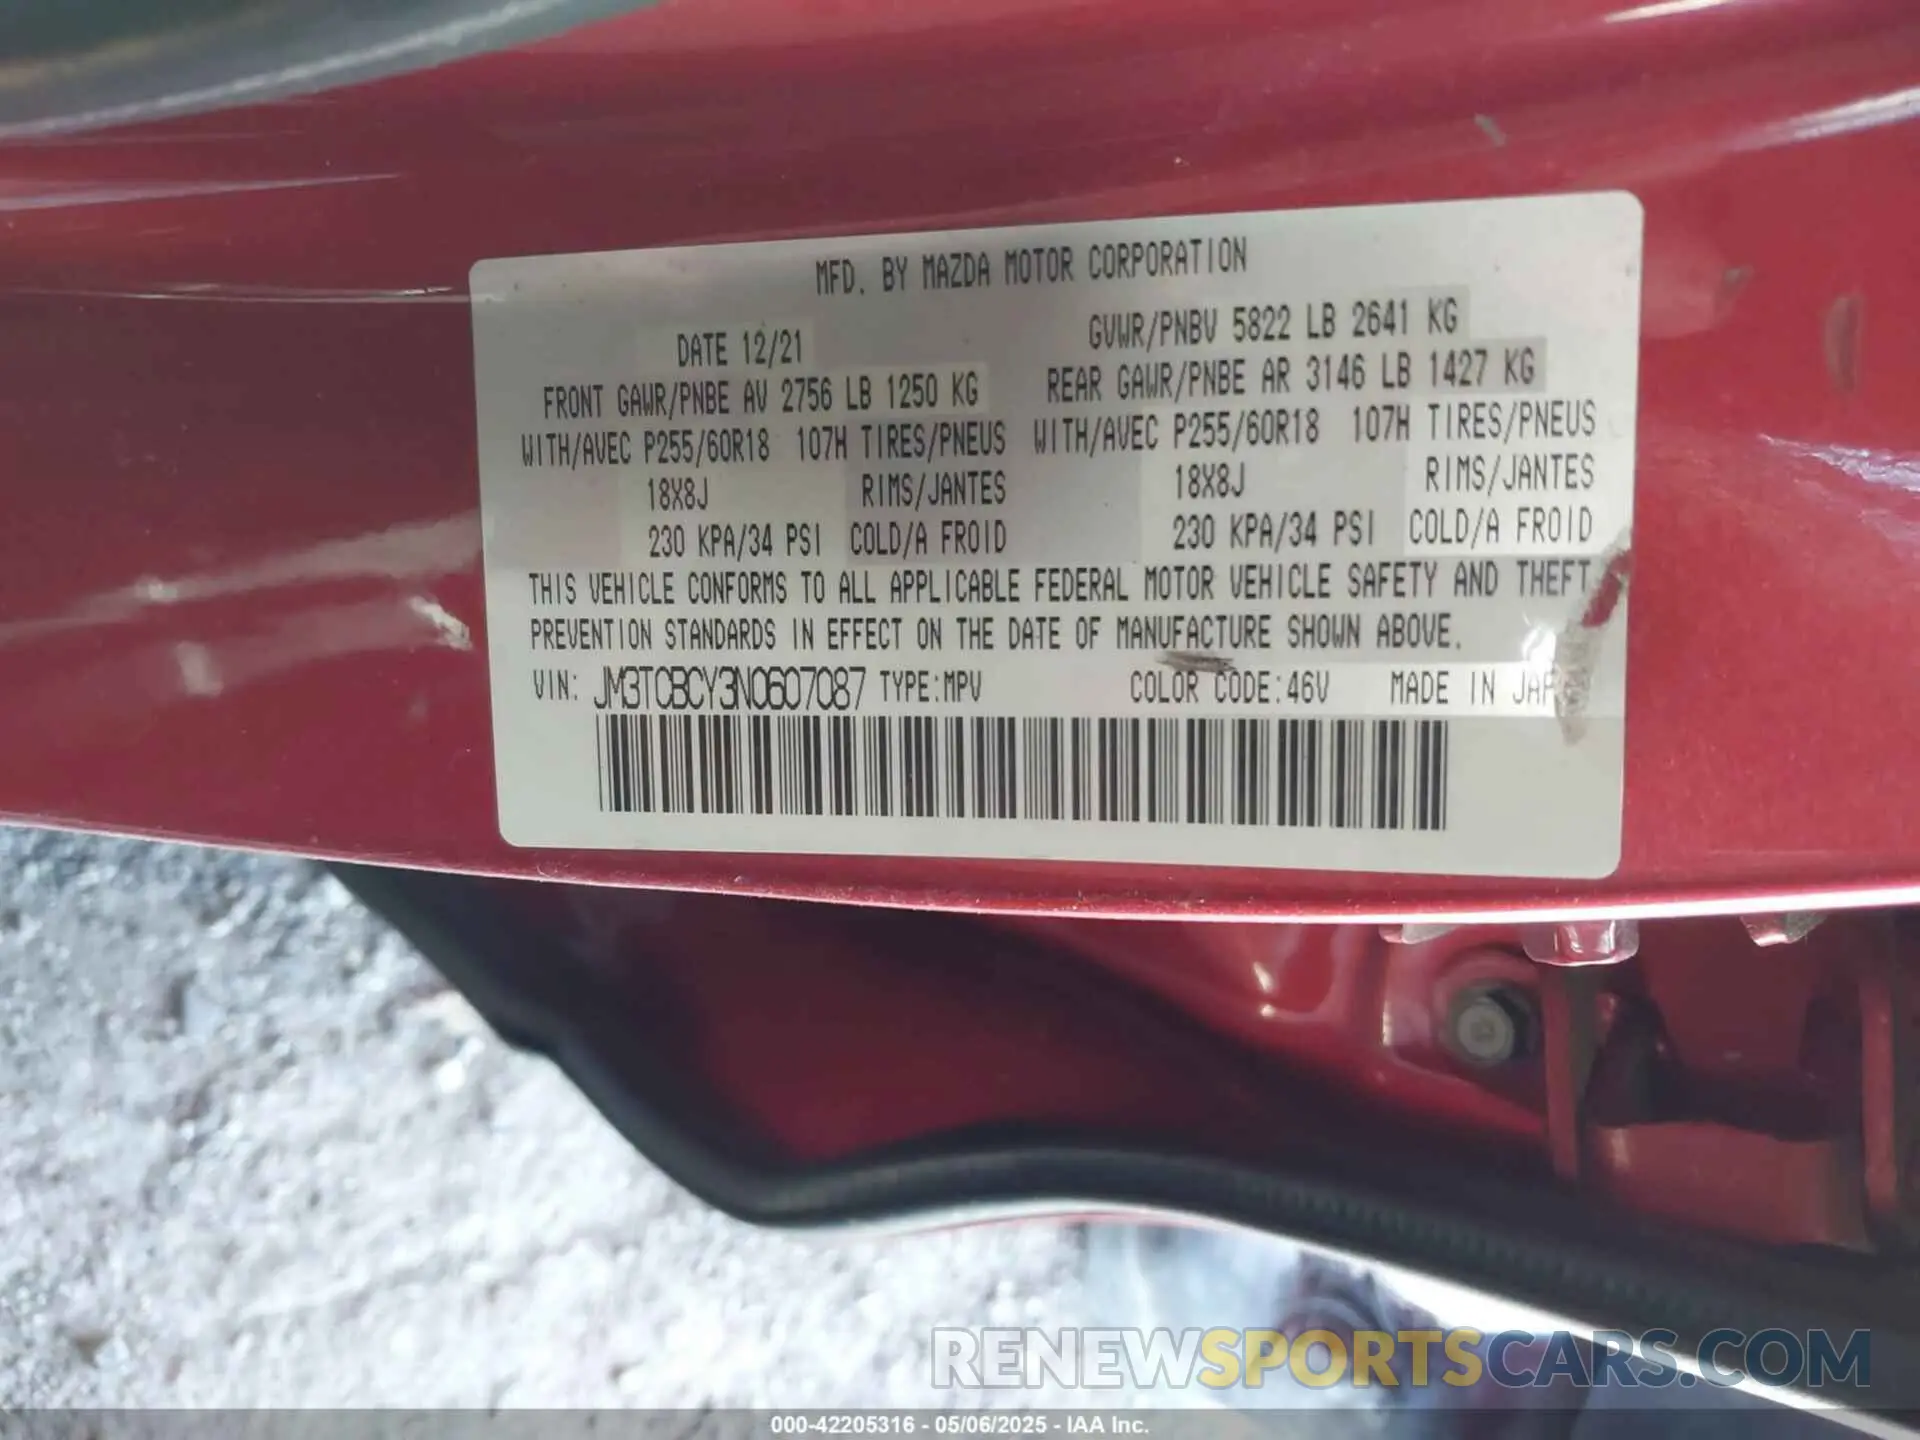 MFD. BY MAZDA MOTOR CORPORATION
DATE 12/21 GVWR/PNBV 5822 LB 2641 KG
FRONT GAWR/PNBE AV 2756 LB 1250 KG REAR GAWR/PNBE AR 3146 LB 1427 KG
WITH/AVEC P255/60R18 107H TIRES/PNEUS WITH/AVEC P255/60R18 107H TIRES/PNEUS
18X8J RIMS/JANTES 18X8J RIMS/JANTES
230 KPA/34 PSI COLD/A FROID 230 KPA/34 PSI COLD/A FROID
THIS VEHICLE CONFORMS TO ALL APPLICABLE FEDERAL MOTOR VEHICLE SAFETY AND THEFT
PREVENTION STANDARDS IN EFFECT ON THE DATE OF MANUFACTURE SHOWN ABOVE.
VIN: JM3TCBCY3N0607087 TYPE:MPV COLOR CODE:46V MADE IN
RENEWSPORTSCARS.COM
000-42205316 - 05/06/2025 - IAA Inc.